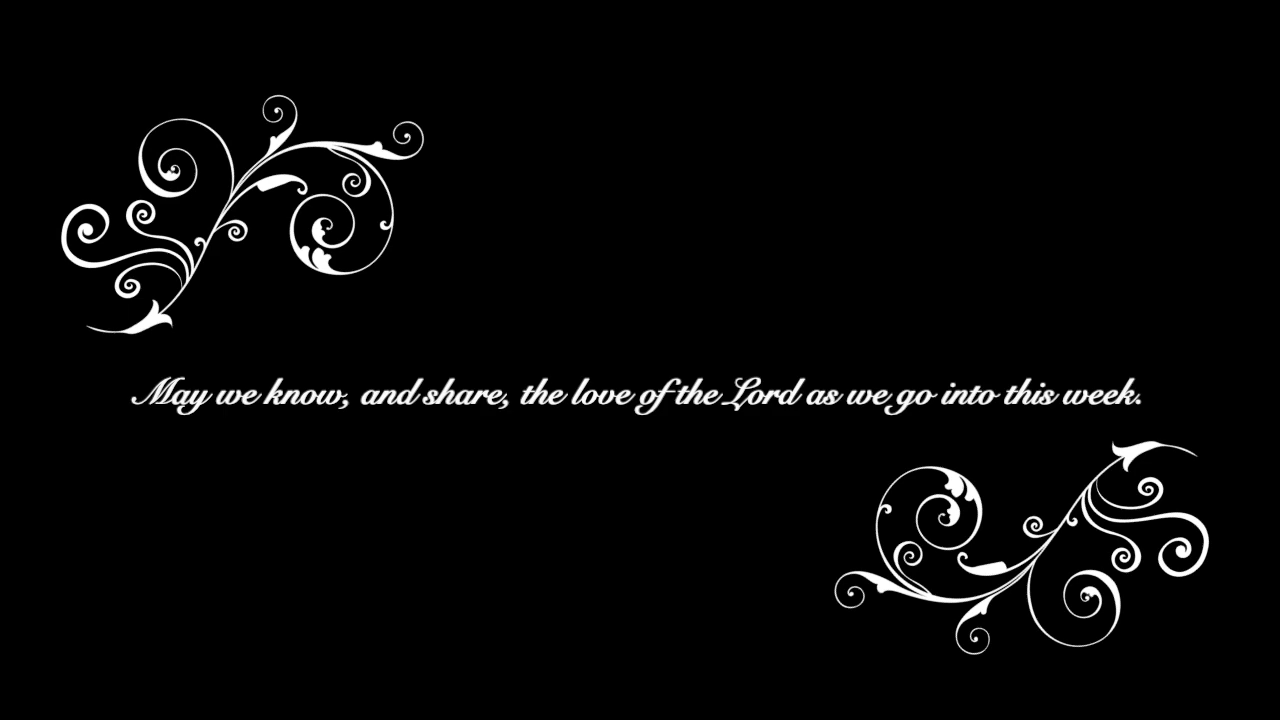 May we know, and share, the love of the Lord as we go into this week.